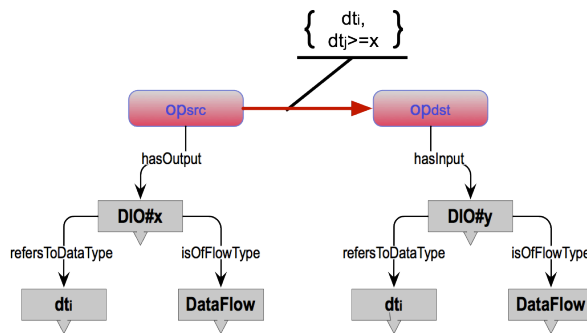 dti,
dtj>=x
opsrc
opdst
hasOutput
hasInput
DIO#x
DIO#y
refersToDataType
isOfFlowType
refersToDataType
isOfFlowType
dti
DataFlow
dti
DataFlow